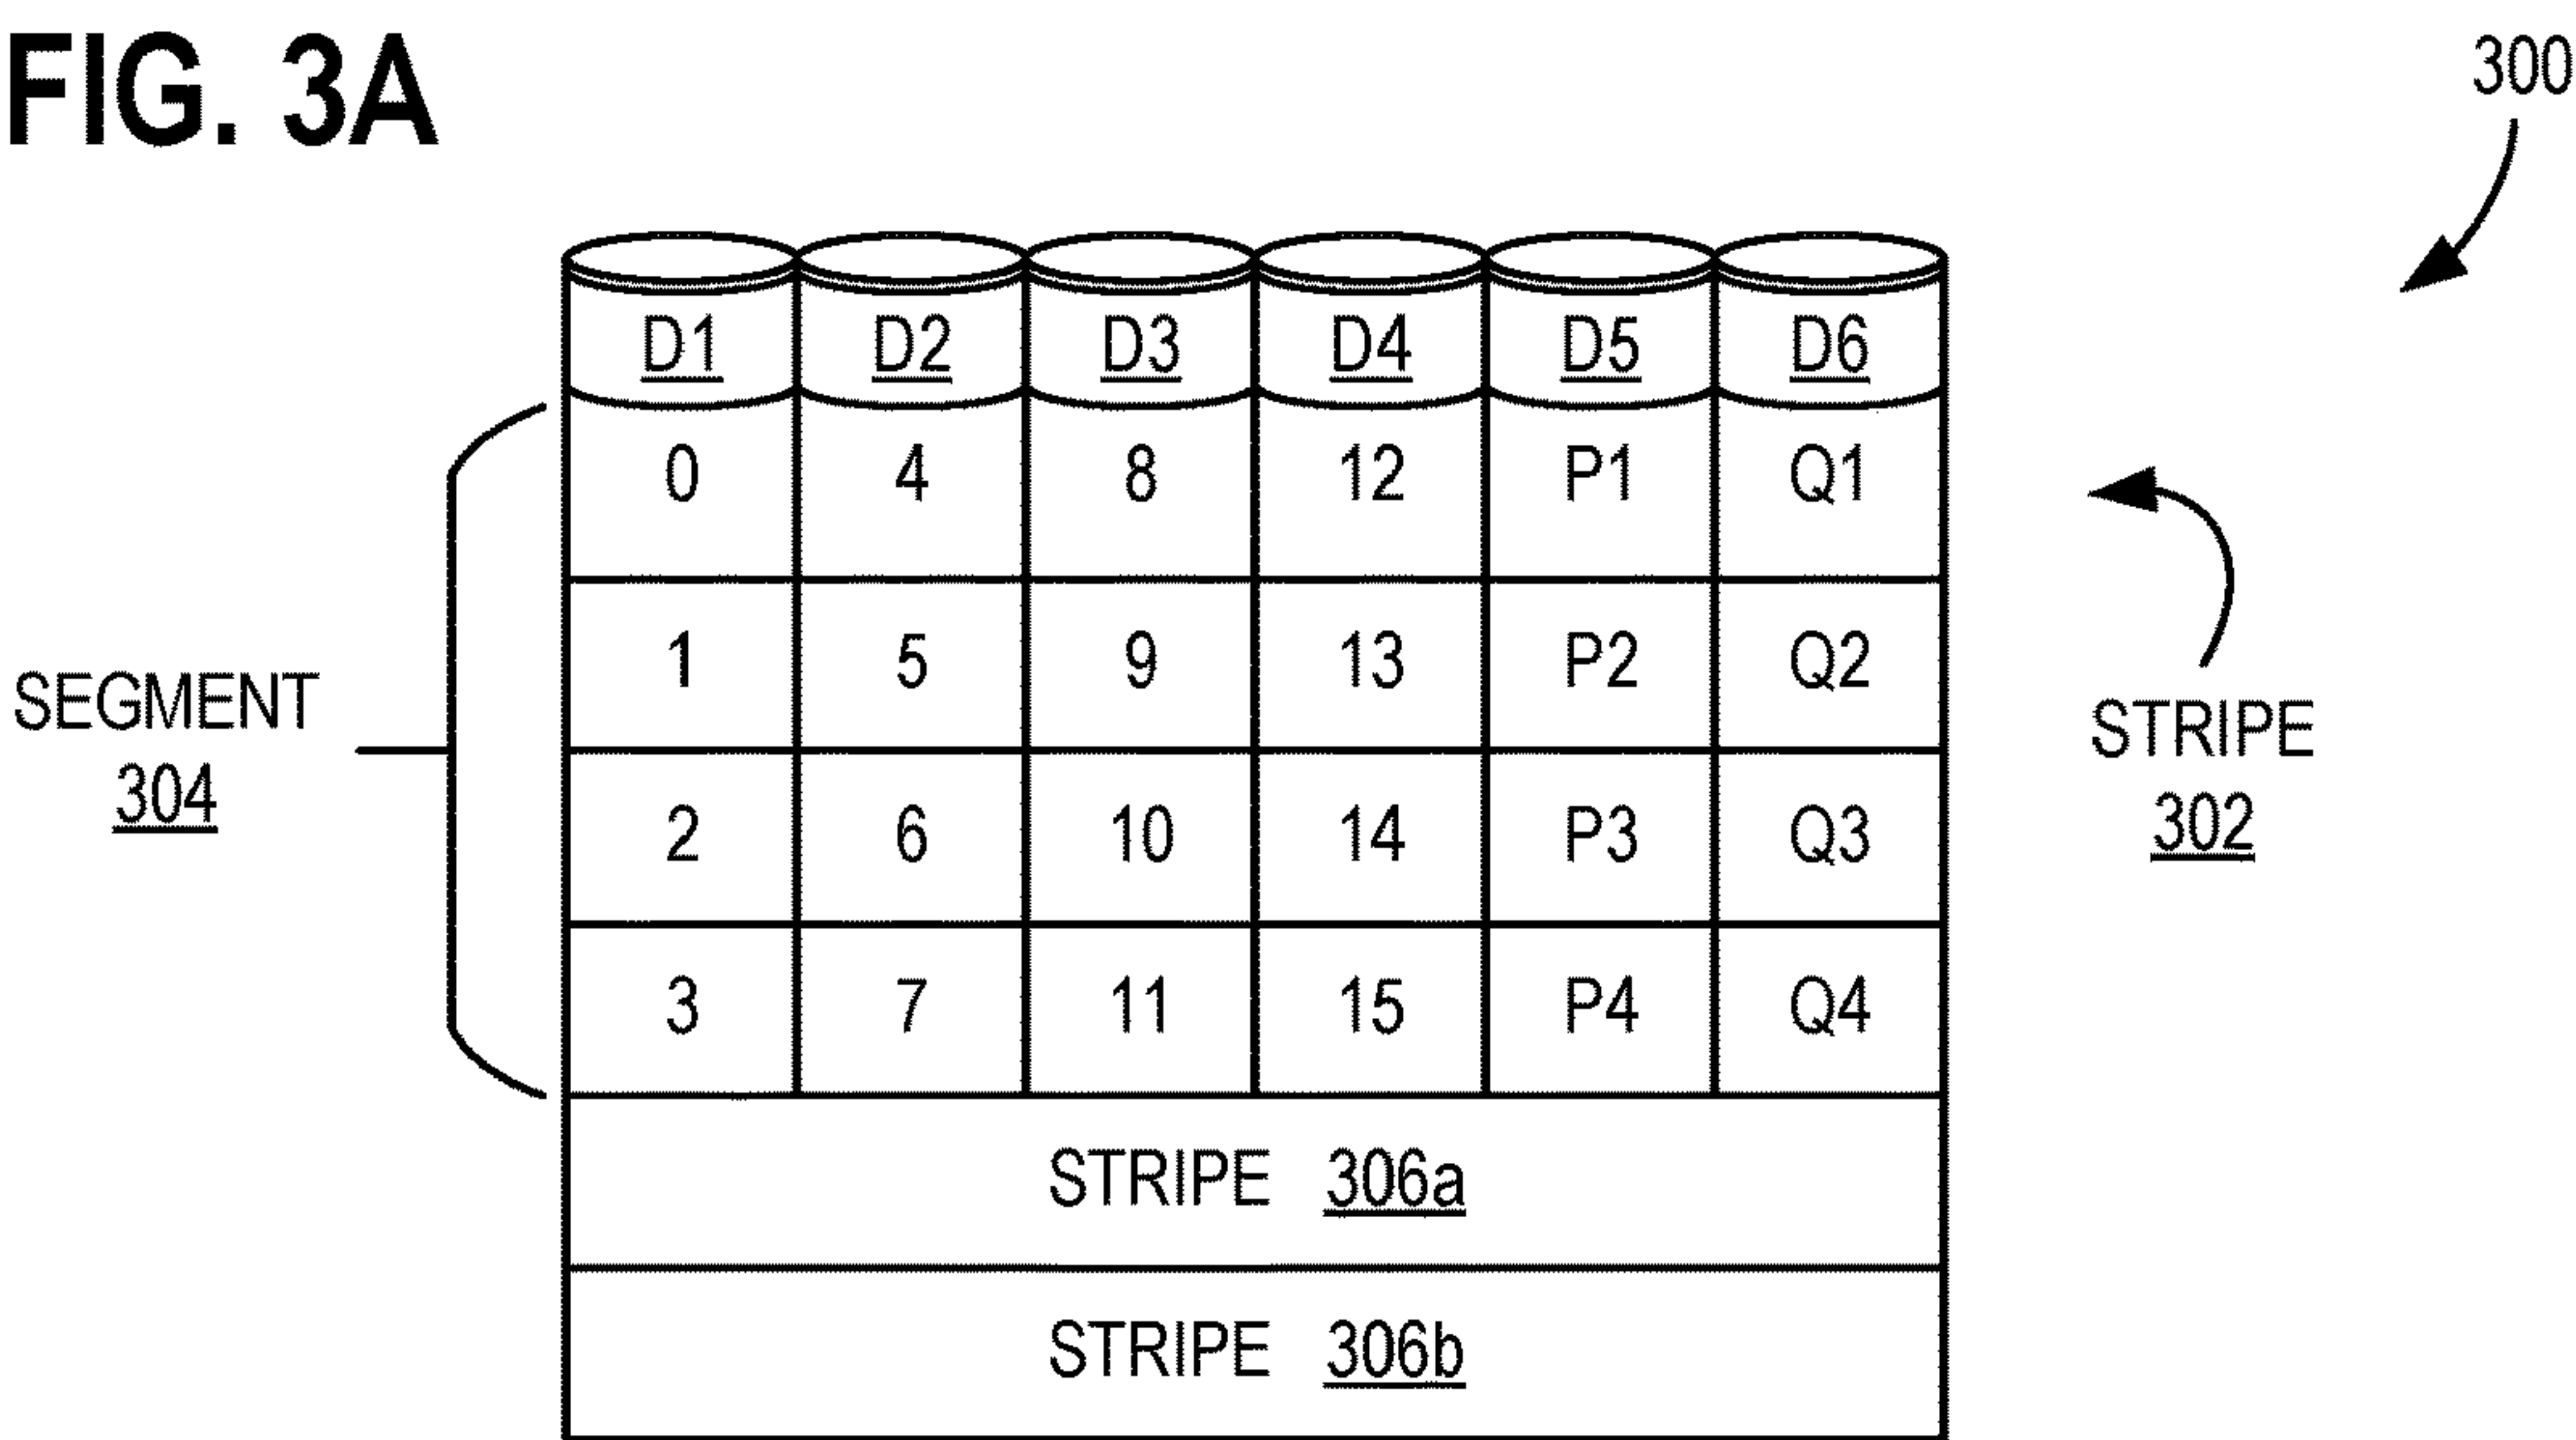 FIG. 3A
300
D1 D2 D3 D4 D5 D6
0 4 8 12 P1 Q1
1 5 9 13 P2 Q2
SEGMENT
304
STRIPE
302
2 6 10 14 P3 Q3
3 7 11 15 P4 Q4
STRIPE 306a
STRIPE 306b